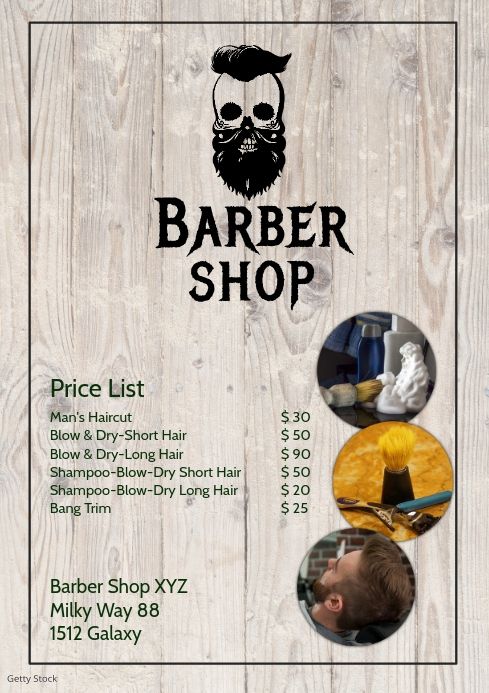 BARBER
SHOP
Price List
Man's Haircut $ 30
Blow & Dry-Short Hair $ 50
Blow & Dry-Long Hair $ 90
Shampoo-Blow-Dry Short Hair $ 50
Shampoo-Blow-Dry Long Hair $ 20
Bang Trim $ 25
Barber Shop XYZ
Milky Way 88
1512 Galaxy
Getty Stock